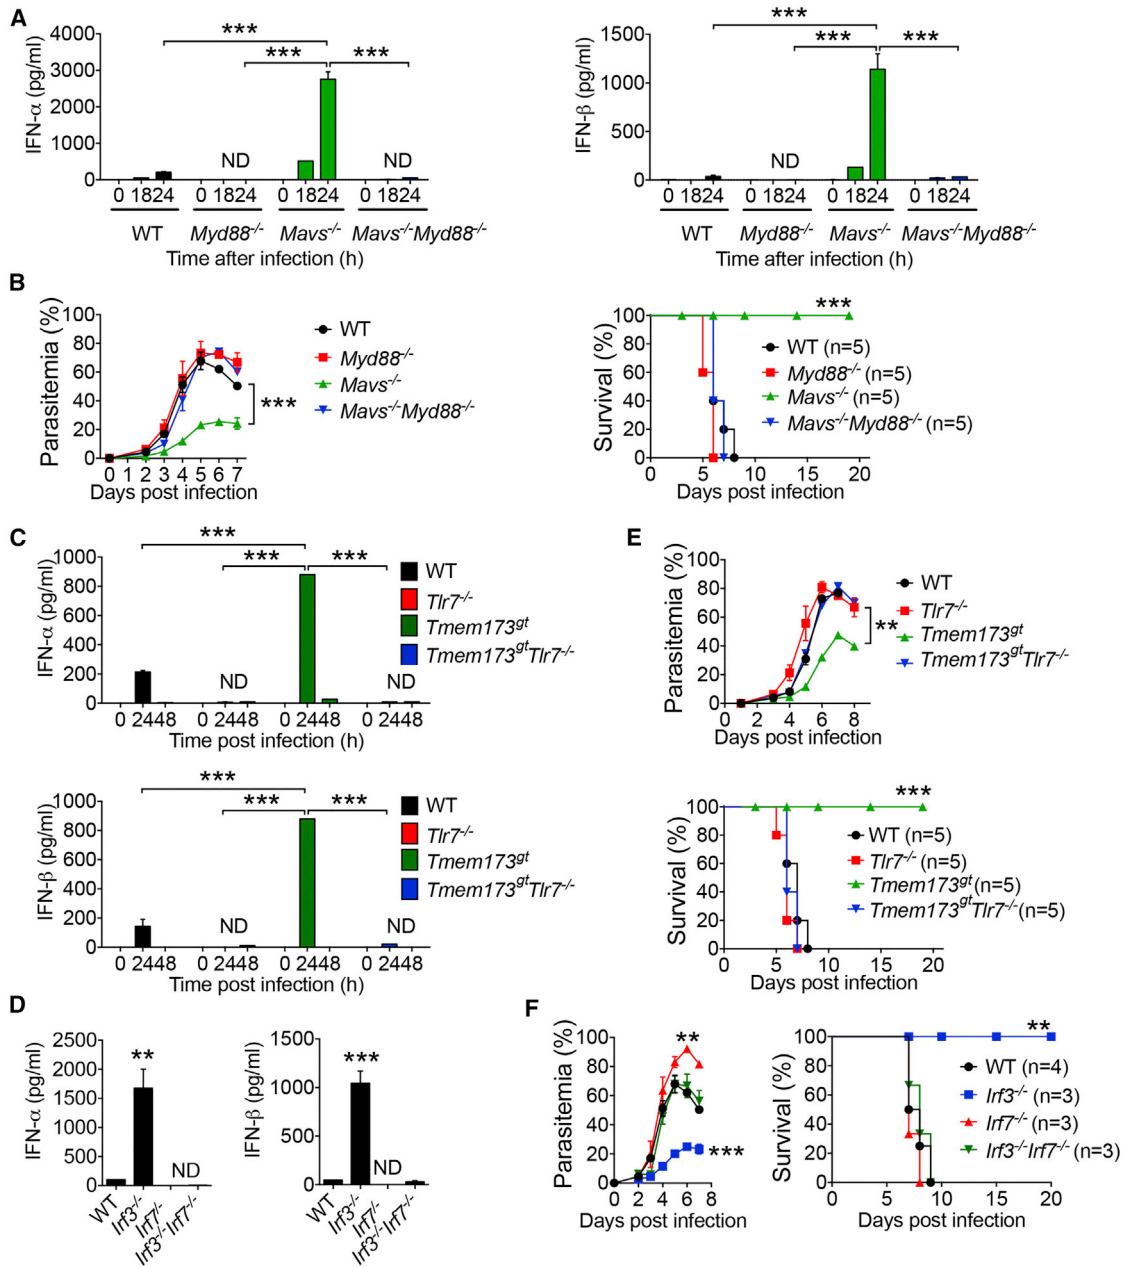 A
IFN-α (pg/ml)
4000
3000
2000
1000
0
***
*** ***
ND ND
0 1824 0 1824 0 1824 0 1824
WT Myd88-/- Mavs-/- Mavs-/-Myd88-/-
Time after infection (h)
IFN-β (pg/ml)
1500
1000
500
0
***
*** ***
ND
0 1824 0 1824 0 1824 0 1824
WT Myd88-/- Mavs-/- Mavs-/-Myd88-/-
Time after infection (h)
B
Parasitemia (%)
100
80
60
40
20
0
0 1 2 3 4 5 6 7
Days post infection
***
WT
Myd88-/-
Mavs-/-
Mavs-/-Myd88-/-
Survival (%)
100
80
60
40
20
0
0 5 10 15 20
Days post infection
***
WT (n=5)
Myd88-/- (n=5)
Mavs-/- (n=5)
Mavs-/-Myd88-/- (n=5)
C
IFN-α (pg/ml)
1000
800
600
400
200
0
***
*** ***
ND ND
0 2448 0 2448 0 2448 0 2448
Time post infection (h)
WT
Tlr7-/-
Tmem173gt
Tmem173gtTlr7-/-
IFN-β (pg/ml)
1000
800
600
400
200
0
***
*** ***
ND ND
0 2448 0 2448 0 2448 0 2448
Time post infection (h)
WT
Tlr7-/-
Tmem173gt
Tmem173gtTlr7-/-
E
Parasitemia (%)
100
80
60
40
20
0
0 2 4 6 8
Days post infection
**
WT
Tlr7-/-
Tmem173gt
Tmem173gtTlr7-/-
Survival (%)
100
80
60
40
20
0
0 5 10 15 20
Days post infection
***
WT (n=5)
Tlr7-/- (n=5)
Tmem173gt (n=5)
Tmem173gtTlr7-/- (n=5)
D
IFN-α (pg/ml)
2500
2000
1500
1000
500
0
**
ND
WT
Irf3-/-
Irf7-/-
Irf3-/-Irf7-/-
IFN-β (pg/ml)
1500
1000
500
0
***
ND
WT
Irf3-/-
Irf7-/-
Irf3-/-Irf7-/-
F
Parasitemia (%)
100
80
60
40
20
0
0 2 4 6 8
Days post infection
**
***
Survival (%)
100
80
60
40
20
0
0 5 10 15 20
Days post infection
**
WT (n=4)
Irf3-/- (n=3)
Irf7-/- (n=3)
Irf3-/-Irf7-/- (n=3)